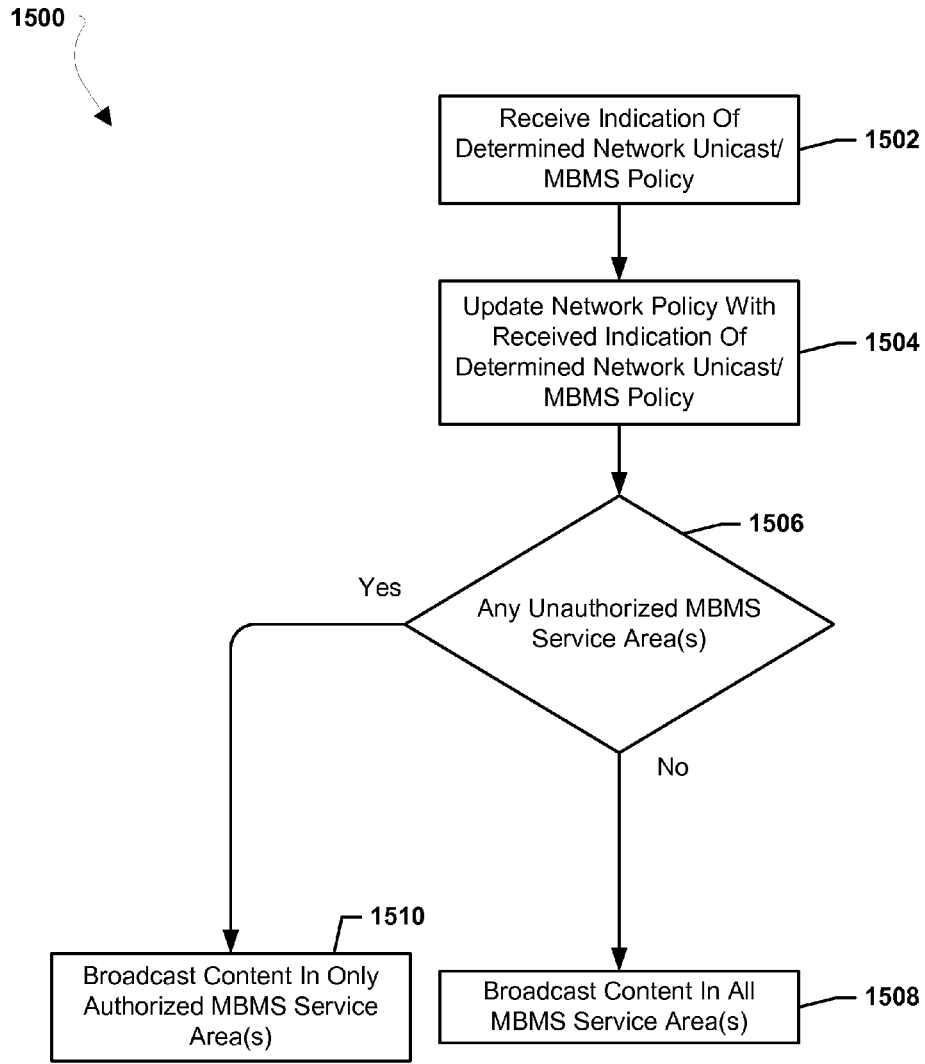 1500
Receive Indication Of
Determined Network Unicast/
MBMS Policy
1502
Update Network Policy With
Received Indication Of
Determined Network Unicast/
MBMS Policy
1504
1506
Any Unauthorized MBMS
Service Area(s)
Yes
No
1510
Broadcast Content In Only
Authorized MBMS Service
Area(s)
Broadcast Content In All
MBMS Service Area(s)
1508